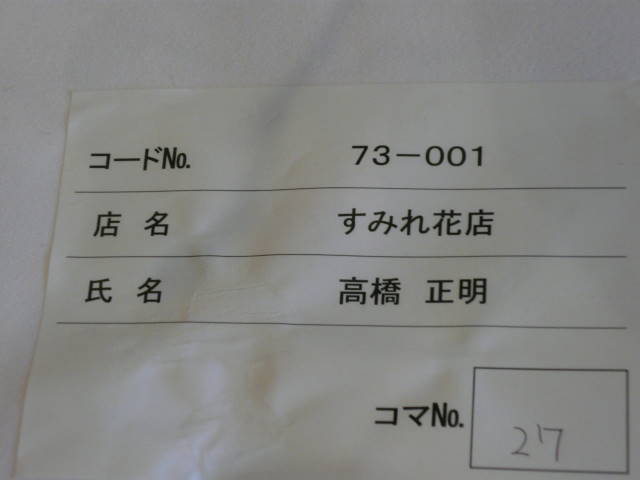 コードNo. 73-001
店名 すみれ花店
氏名 高橋 正明
コマNo. 27